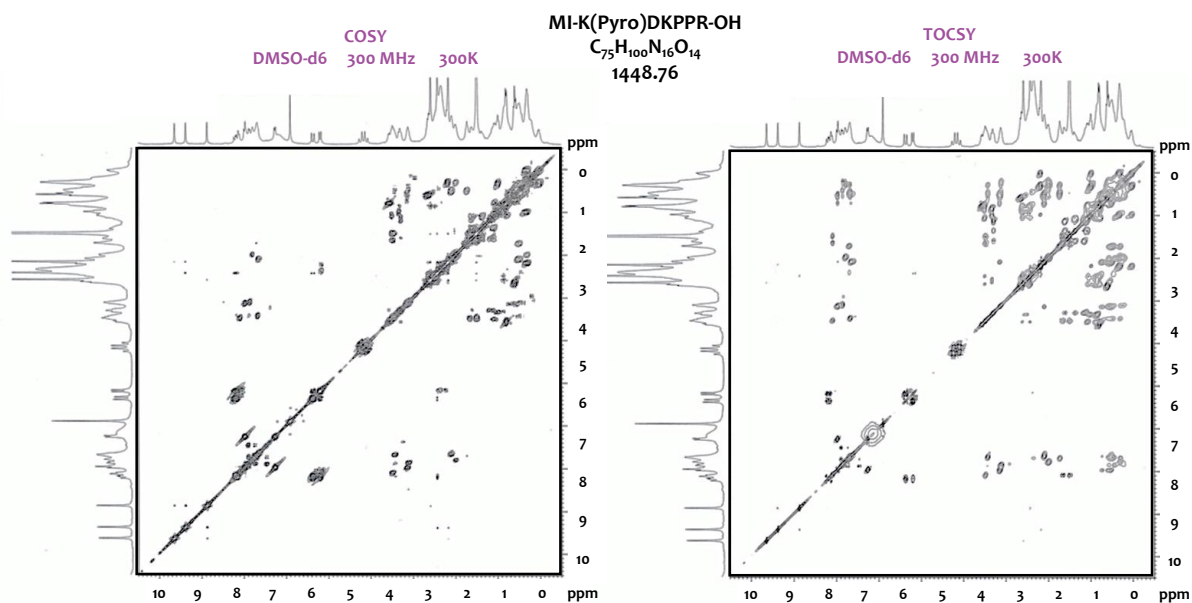 MI-K(Pyro)DKPPR-OH
C₇₅H₁₀₀N₁₆O₁₄
1448.76
COSY
DMSO-d6 300 MHz 300K
TOCSY
DMSO-d6 300 MHz 300K
ppm
0
1
2
3
4
5
6
7
8
9
10
10 9 8 7 6 5 4 3 2 1 0 ppm
ppm
0
1
2
3
4
5
6
7
8
9
10
10 9 8 7 6 5 4 3 2 1 0 ppm